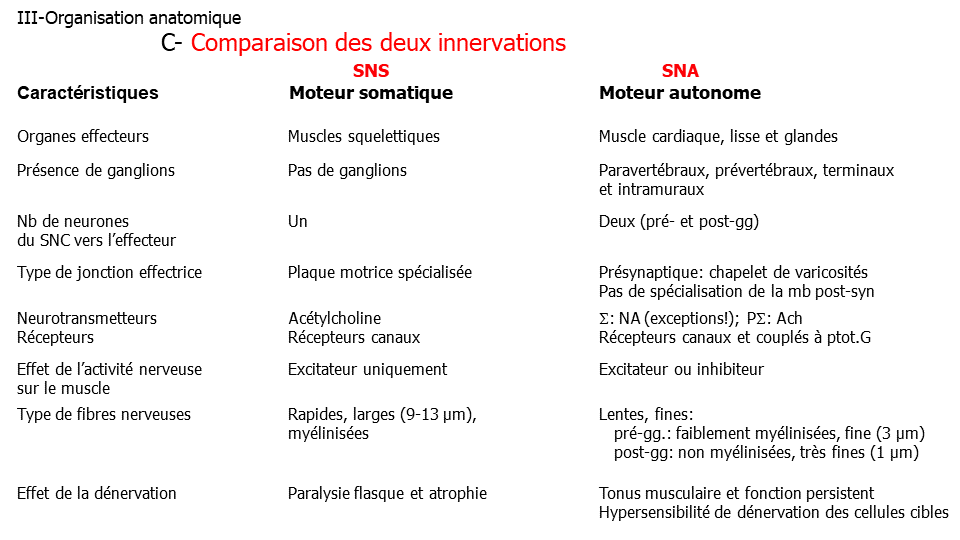 III-Organisation anatomique
C- Comparaison des deux innervations
SNS SNA
Caractéristiques Moteur somatique Moteur autonome
Organes effecteurs Muscles squelettiques Muscle cardiaque, lisse et glandes
Présence de ganglions Pas de ganglions Paravertébraux, prévertébraux, terminaux
et intramuraux
Nb de neurones Un Deux (pré- et post-gg)
du SNC vers l’effecteur
Type de jonction effectrice Plaque motrice spécialisée Présynaptique: chapelet de varicosités
Pas de spécialisation de la mb post-syn
Neurotransmetteurs Acétylcholine Σ: NA (exceptions!); PΣ: Ach
Récepteurs Récepteurs canaux Récepteurs canaux et couplés à ptot.G
Effet de l’activité nerveuse Excitateur uniquement Excitateur ou inhibiteur
sur le muscle
Type de fibres nerveuses Rapides, larges (9-13 µm), Lentes, fines:
myélinisées pré-gg.: faiblement myélinisées, fine (3 µm)
post-gg: non myélinisées, très fines (1 µm)
Effet de la dénervation Paralysie flasque et atrophie Tonus musculaire et fonction persistent
Hypersensibilité de dénervation des cellules cibles